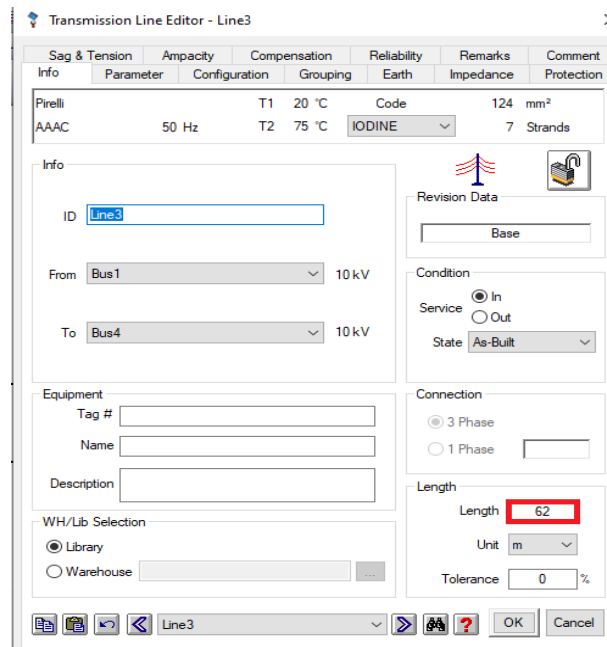 Transmission Line Editor - Line3
Sag & Tension Ampacity Compensation Reliability Remarks Comment
Info Parameter Configuration Grouping Earth Impedance Protection
Pirelli T1 20 °C Code 124 mm²
AAAC 50 Hz T2 75 °C IODINE 7 Strands
Info
Revision Data
ID Line3
Base
From Bus1 10 kV
Condition
Service In
Out
To Bus4 10 kV
State As-Built
Equipment
Connection
Tag #
3 Phase
Name
1 Phase
Description
Length
Length 62
WH/Lib Selection
Library
Unit m
Warehouse ...
Tolerance 0 %
Line3 ? OK Cancel